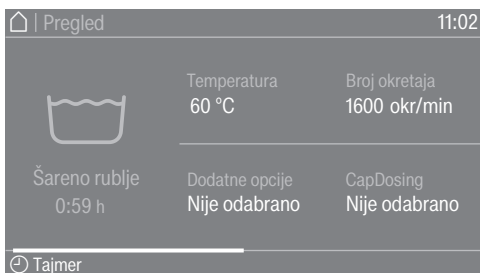 | Pregled 11:02
Temperatura Broj okretaja
60 °C 1600 okr/min
Šareno rublje Dodatne opcije CapDosing
0:59 h Nije odabrano Nije odabrano
Tajmer